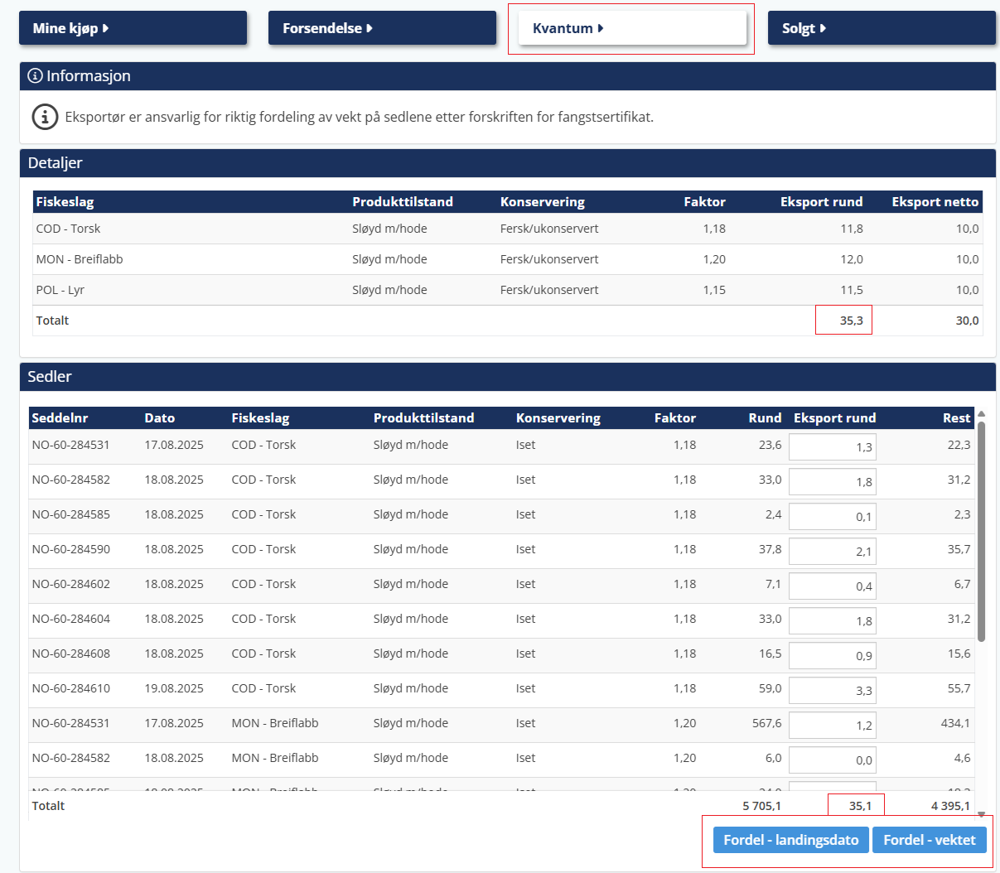 Mine kjøp
Forsendelse
Kvantum
Solgt
Informasjon
Eksportør er ansvarlig for riktig fordeling av vekt på sedlene etter forskriften for fangstsertifikat.
Detaljer
Fiskeslag Produkttilstand Konservering Faktor Eksport rund Eksport netto
COD - Torsk Sløyd m/hode Fersk/ukonservert 1,18 11,8 10,0
MON - Breiflabb Sløyd m/hode Fersk/ukonservert 1,20 12,0 10,0
POL - Lyr Sløyd m/hode Fersk/ukonservert 1,15 11,5 10,0
Totalt 35,3 30,0
Sedler
Seddelnr Dato Fiskeslag Produkttilstand Konservering Faktor Rund Eksport rund Rest
NO-60-284531 17.08.2025 COD - Torsk Sløyd m/hode Iset 1,18 23,6 1,3 22,3
NO-60-284582 18.08.2025 COD - Torsk Sløyd m/hode Iset 1,18 33,0 1,8 31,2
NO-60-284585 18.08.2025 COD - Torsk Sløyd m/hode Iset 1,18 2,4 0,1 2,3
NO-60-284590 18.08.2025 COD - Torsk Sløyd m/hode Iset 1,18 37,8 2,1 35,7
NO-60-284602 18.08.2025 COD - Torsk Sløyd m/hode Iset 1,18 7,1 0,4 6,7
NO-60-284604 18.08.2025 COD - Torsk Sløyd m/hode Iset 1,18 33,0 1,8 31,2
NO-60-284608 18.08.2025 COD - Torsk Sløyd m/hode Iset 1,18 16,5 0,9 15,6
NO-60-284610 19.08.2025 COD - Torsk Sløyd m/hode Iset 1,18 59,0 3,3 55,7
NO-60-284531 17.08.2025 MON - Breiflabb Sløyd m/hode Iset 1,20 567,6 1,2 434,1
NO-60-284582 18.08.2025 MON - Breiflabb Sløyd m/hode Iset 1,20 6,0 0,0 4,6
Totalt 5 705,1 35,1 4 395,1
Fordel - landingsdato
Fordel - vektet